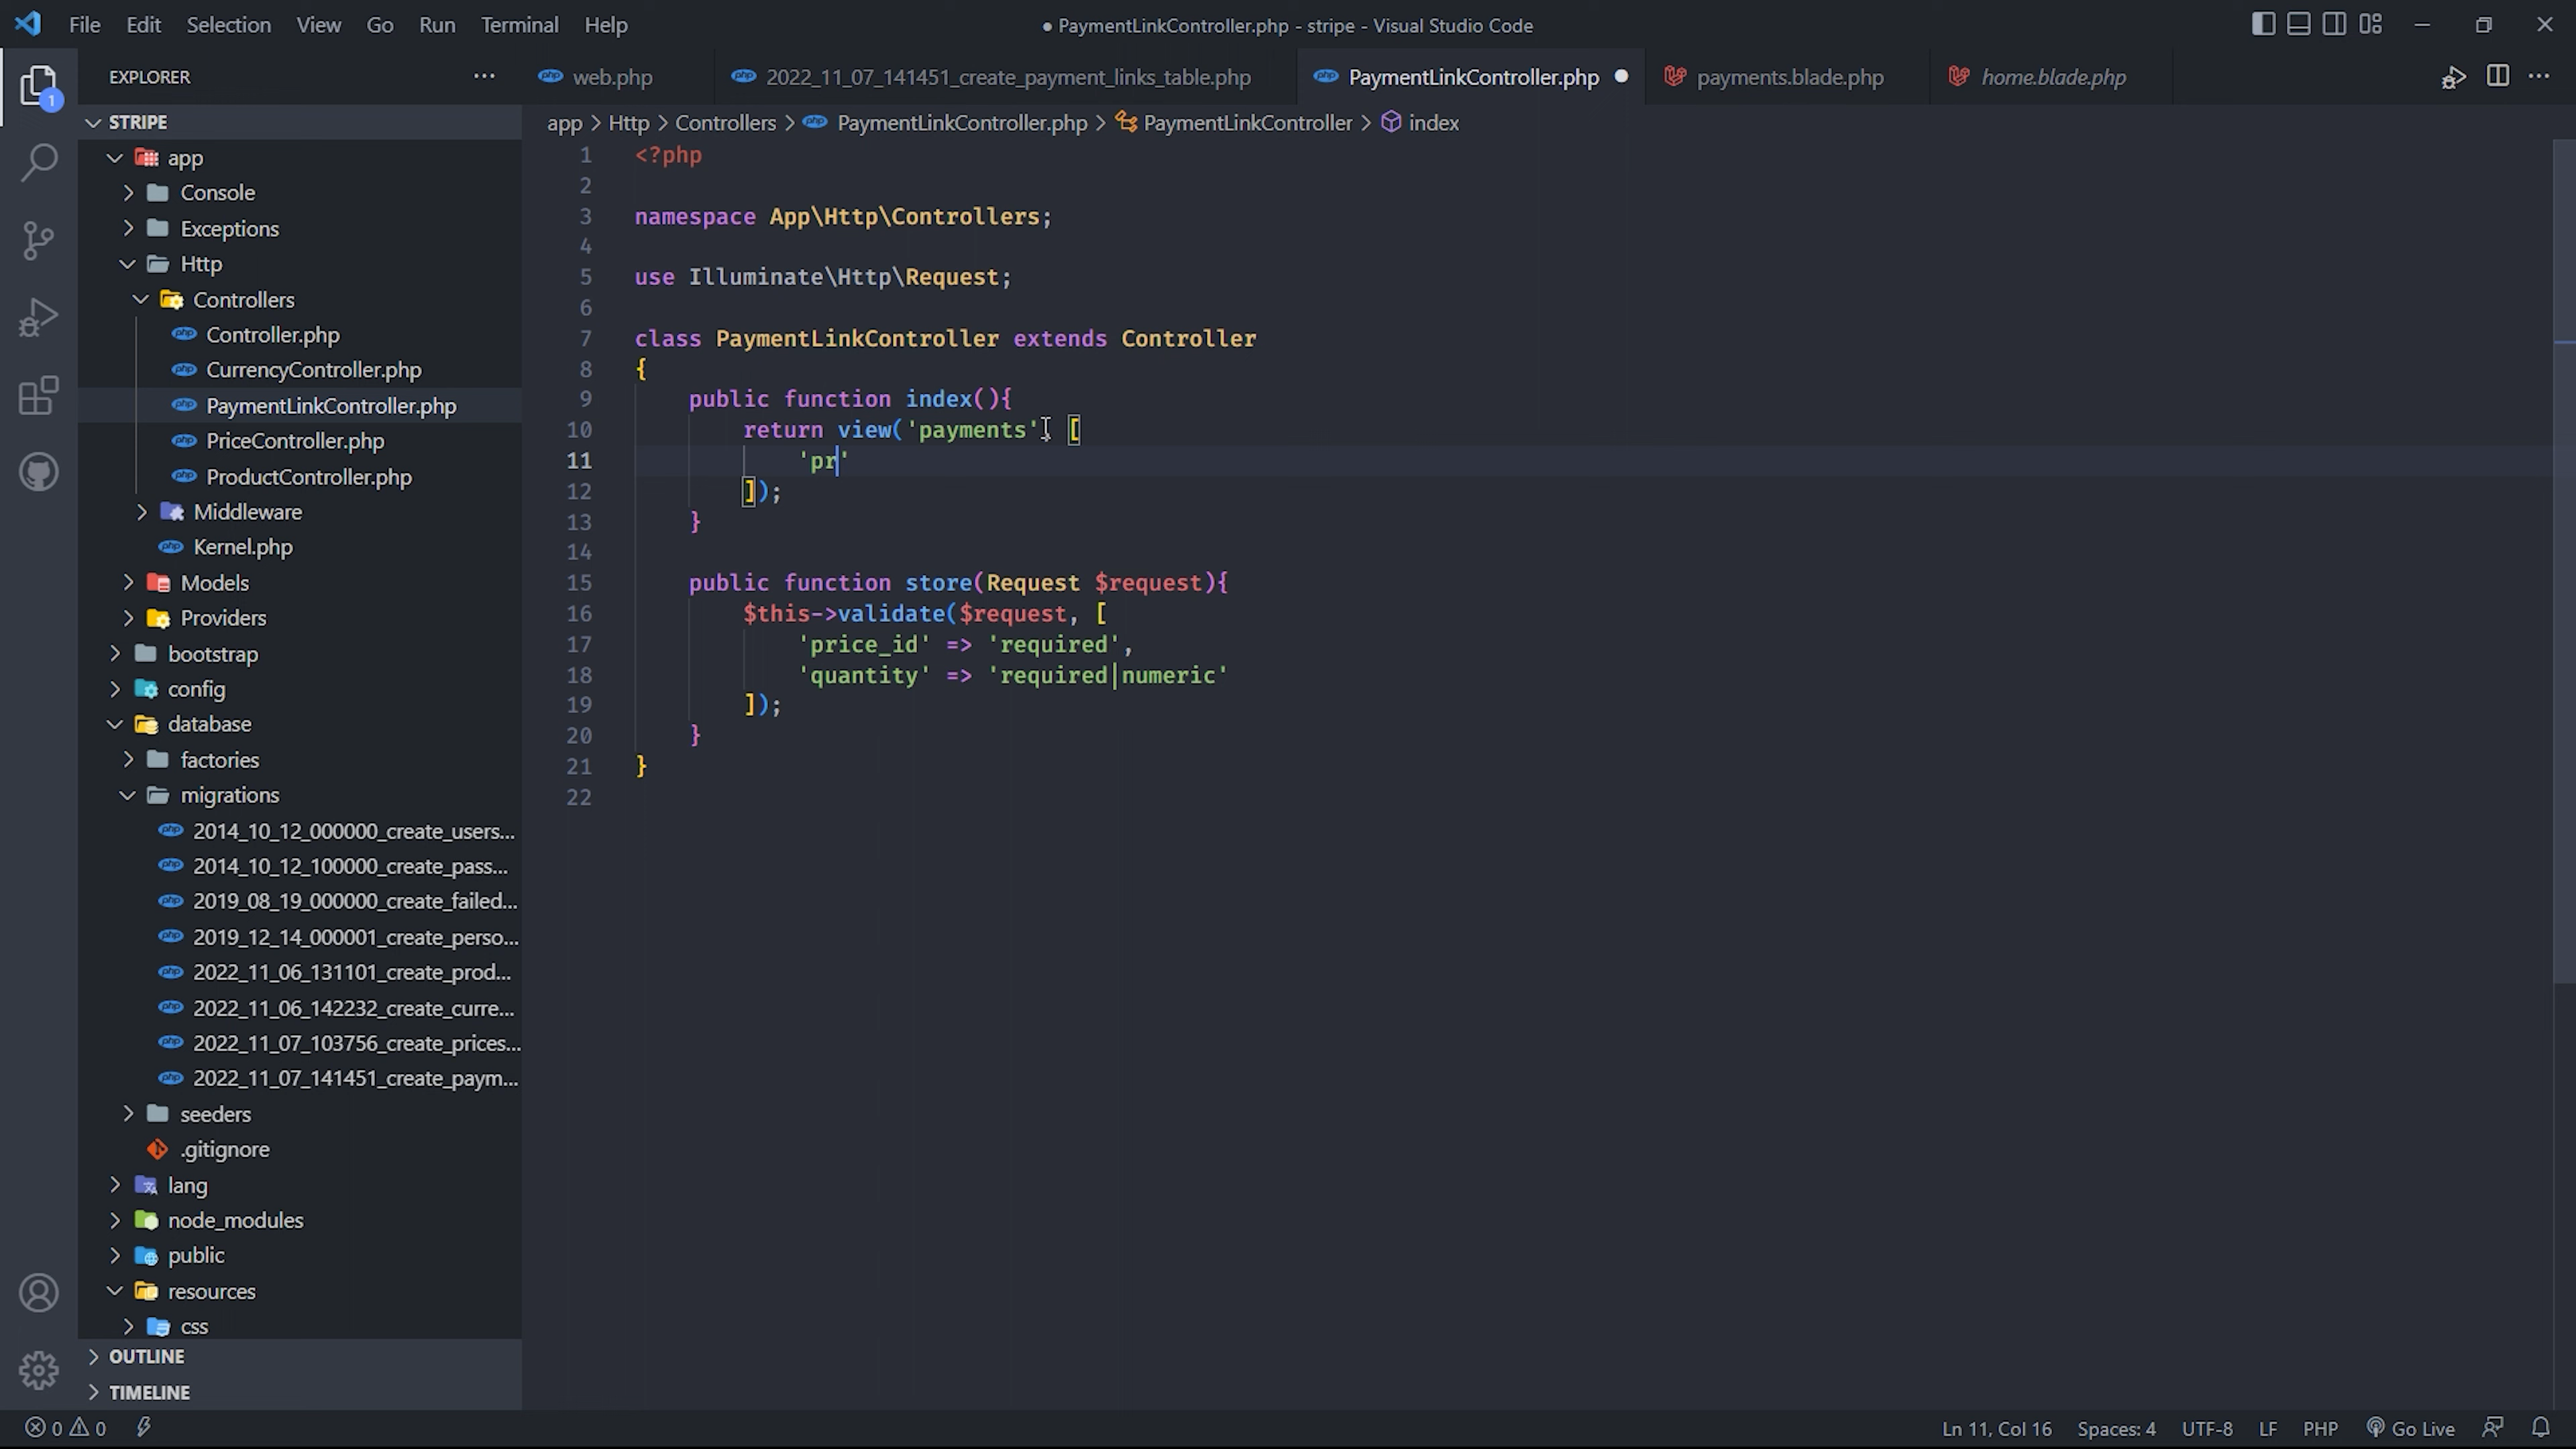 File Edit Selection View Go Run Terminal Help
● PaymentLinkController.php - stripe - Visual Studio Code
EXPLORER
web.php
2022_11_07_141451_create_payment_links_table.php
PaymentLinkController.php
payments.blade.php
home.blade.php
app > Http > Controllers > PaymentLinkController.php > PaymentLinkController > index
1
STRIPE
app
Console
Exceptions
Http
Controllers
Controller.php
CurrencyController.php
PaymentLinkController.php
PriceController.php
ProductController.php
Middleware
Kernel.php
Models
Providers
bootstrap
config
database
factories
migrations
2014_10_12_000000_create_users...
2014_10_12_100000_create_pass...
2019_08_19_000000_create_failed...
2019_12_14_000001_create_perso...
2022_11_06_131101_create_prod...
2022_11_06_142232_create_curre...
2022_11_07_103756_create_prices...
2022_11_07_141451_create_paym...
seeders
.gitignore
lang
node_modules
public
resources
css
OUTLINE
TIMELINE
1 <?php
2
3 namespace App\Http\Controllers;
4
5 use Illuminate\Http\Request;
6
7 class PaymentLinkController extends Controller
8 {
9 public function index(){
10 return view('payments' [
11 'pr'
12 ]);
13 }
14
15 public function store(Request $request){
16 $this->validate($request, [
17 'price_id' => 'required',
18 'quantity' => 'required|numeric'
19 ]);
20 }
21 }
22
0 0
Ln 11, Col 16 Spaces: 4 UTF-8 LF PHP Go Live